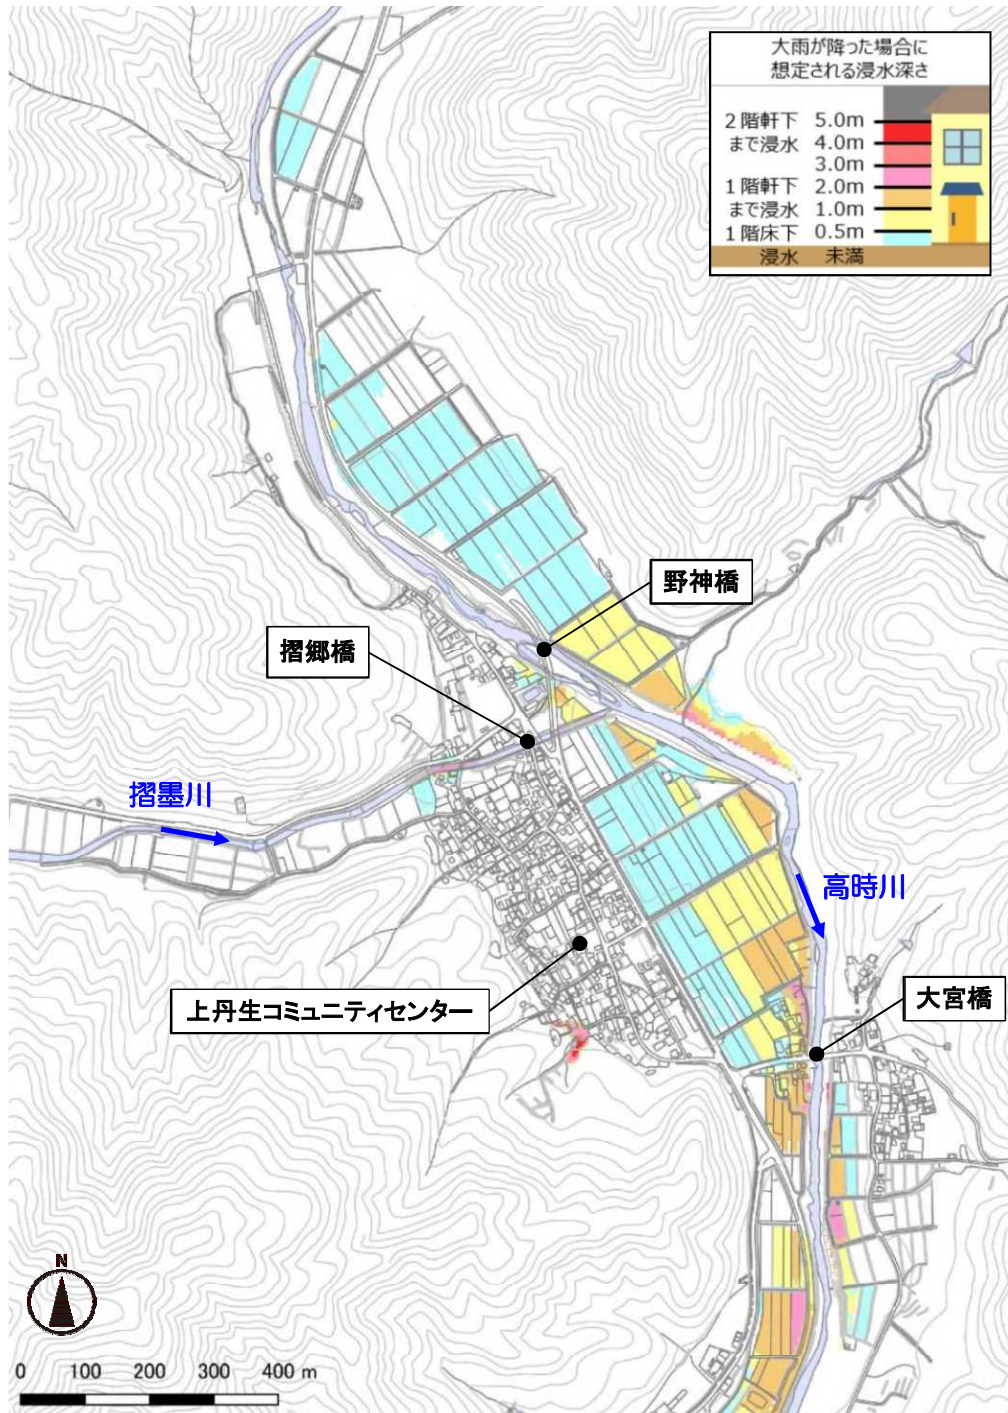 大雨が降った場合に
想定される浸水深さ
2階軒下 5.0m
まで浸水 4.0m
3.0m
1階軒下 2.0m
まで浸水 1.0m
1階床下 0.5m
浸水 未満
野神橋
摺郷橋
摺墨川
高時川
上丹生コミュニティセンター
大宮橋
N
0 100 200 300 400 m